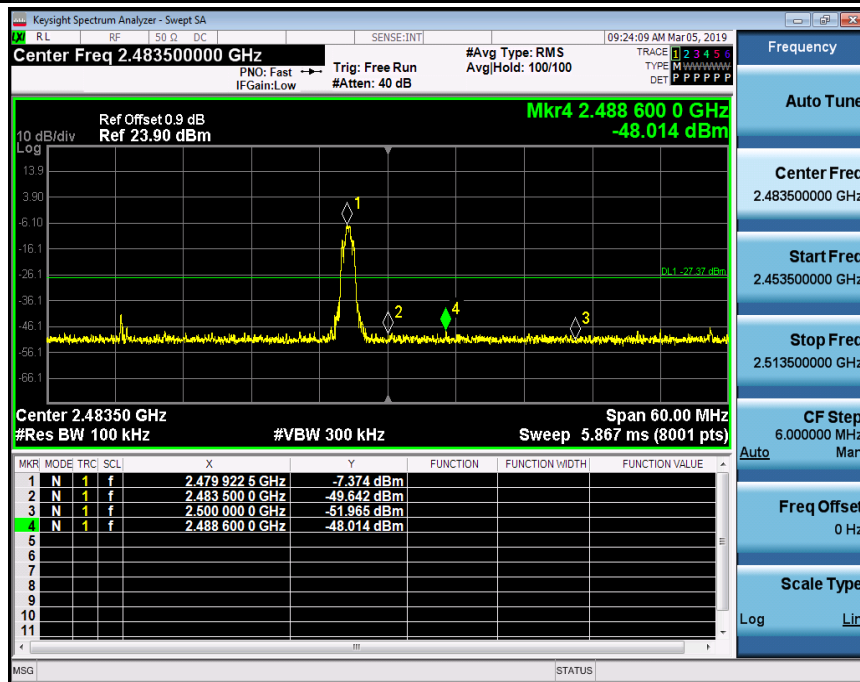 Keysight Spectrum Analyzer - Swept SA
LXI RL RF 50 Ω DC SENSE:INT 09:24:09 AM Mar 05, 2019
Center Freq 2.483500000 GHz
PNO: Fast
IFGain:Low
Trig: Free Run
#Atten: 40 dB
#Avg Type: RMS
Avg|Hold: 100/100
TRACE 1 2 3 4 5 6
TYPE M WWWWW
DET P P P P P P
Ref Offset 0.9 dB
10 dB/div Ref 23.90 dBm
Log
Mkr4 2.488 600 0 GHz
-48.014 dBm
13.9
3.90
-6.10
-16.1
-26.1
-36.1
-46.1
-56.1
-66.1
1
2
4
3
DL1 -27.37 dBm
Center 2.48350 GHz Span 60.00 MHz
#Res BW 100 kHz #VBW 300 kHz Sweep 5.867 ms (8001 pts)
MKR MODE TRC SCL X Y FUNCTION FUNCTION WIDTH FUNCTION VALUE
1 N 1 f 2.479 922 5 GHz -7.374 dBm
2 N 1 f 2.483 500 0 GHz -49.642 dBm
3 N 1 f 2.500 000 0 GHz -51.965 dBm
4 N 1 f 2.488 600 0 GHz -48.014 dBm
5
6
7
8
9
10
11
MSG STATUS
Frequency
Auto Tune
Center Freq
2.483500000 GHz
Start Freq
2.453500000 GHz
Stop Freq
2.513500000 GHz
CF Step
6.000000 MHz
Auto Man
Freq Offset
0 Hz
Scale Type
Log Lin